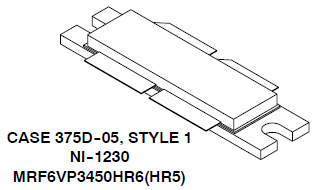 CASE 375D-05, STYLE 1
NI-1230
MRF6VP3450HR6(HR5)